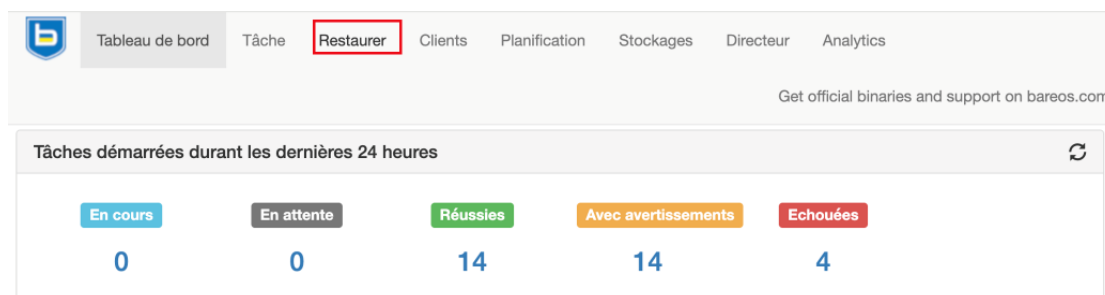 Tableau de bord Tâche Restaurer Clients Planification Stockages Directeur Analytics
Get official binaries and support on bareos.com
Tâches démarrées durant les dernières 24 heures
En cours En attente Réussies Avec avertissements Echouées
0 0 14 14 4